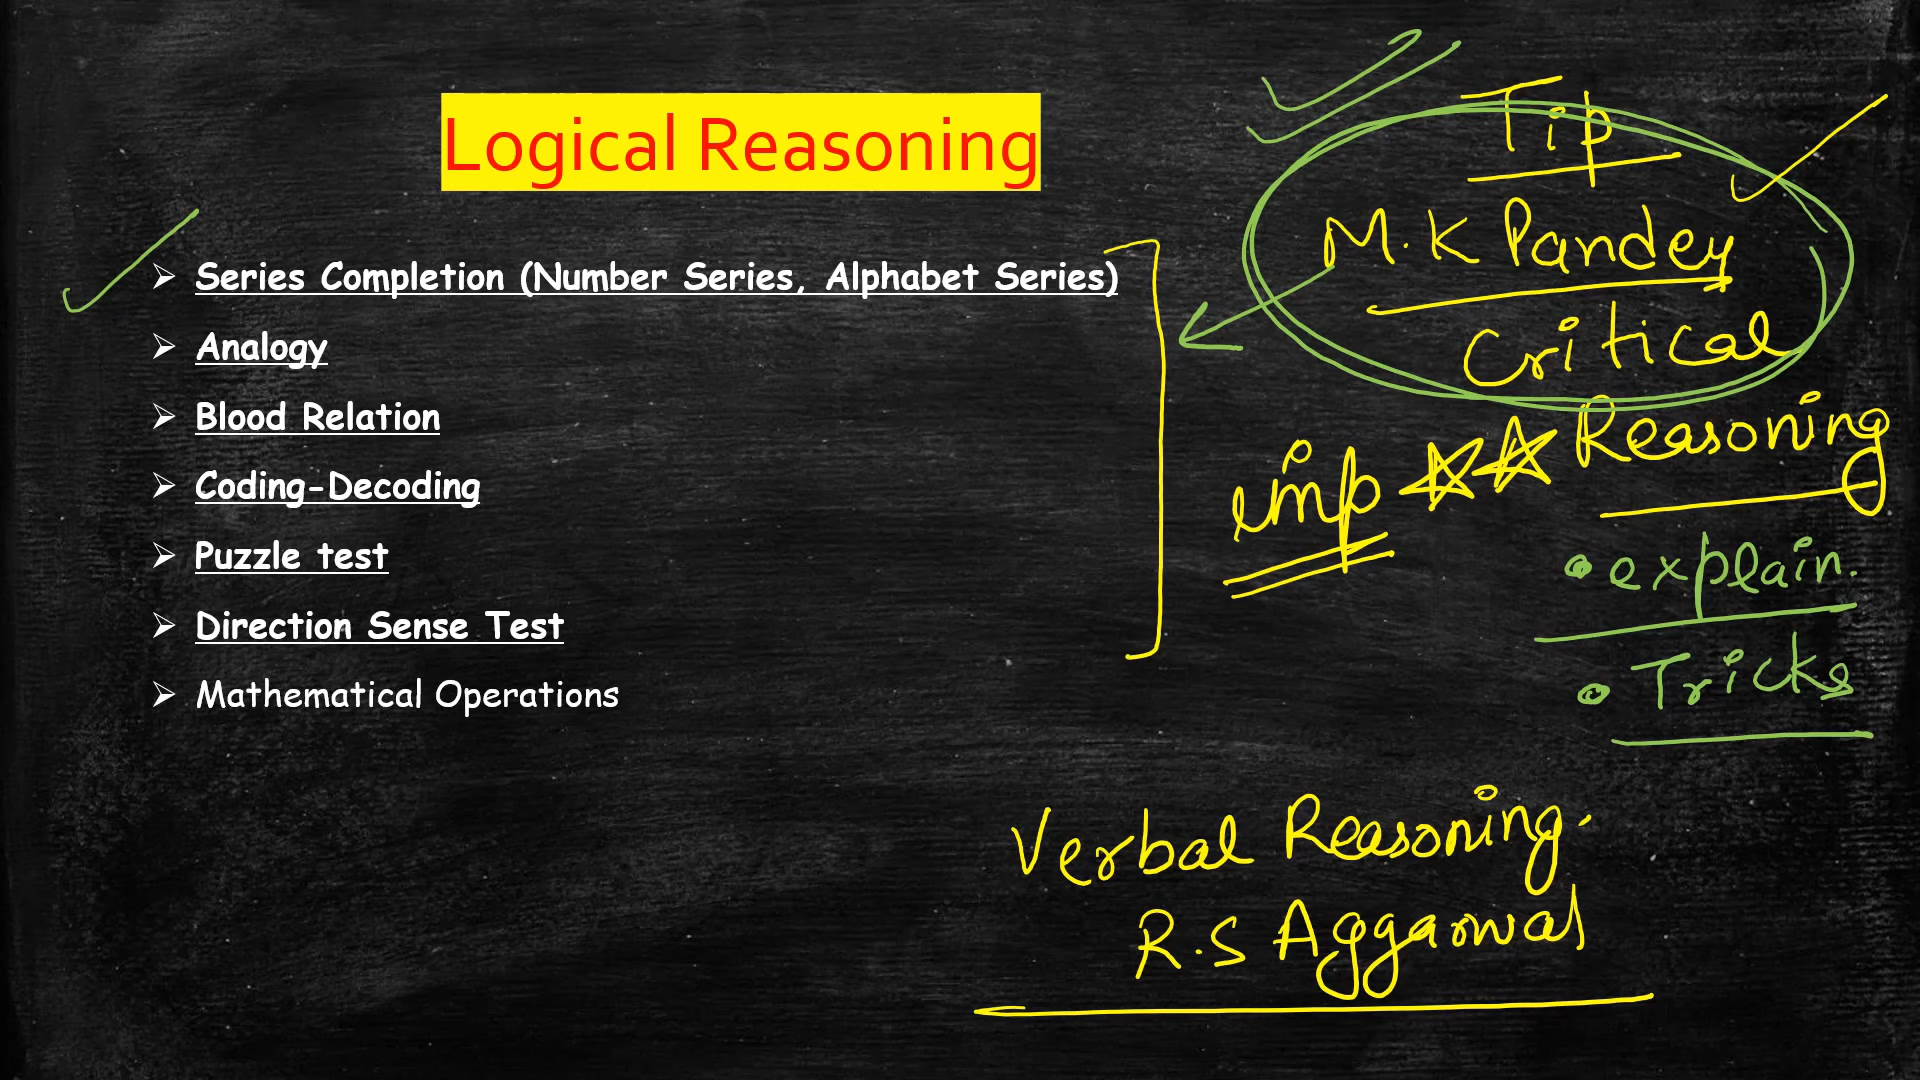 Logical Reasoning
➢ Series Completion (Number Series, Alphabet Series)
➢ Analogy
➢ Blood Relation
➢ Coding-Decoding
➢ Puzzle test
➢ Direction Sense Test
➢ Mathematical Operations
Tip
M.K Pandey
Critical
Reasoning
imp
• explain.
• Tricks
Verbal Reasoning.
R.S Aggarwal